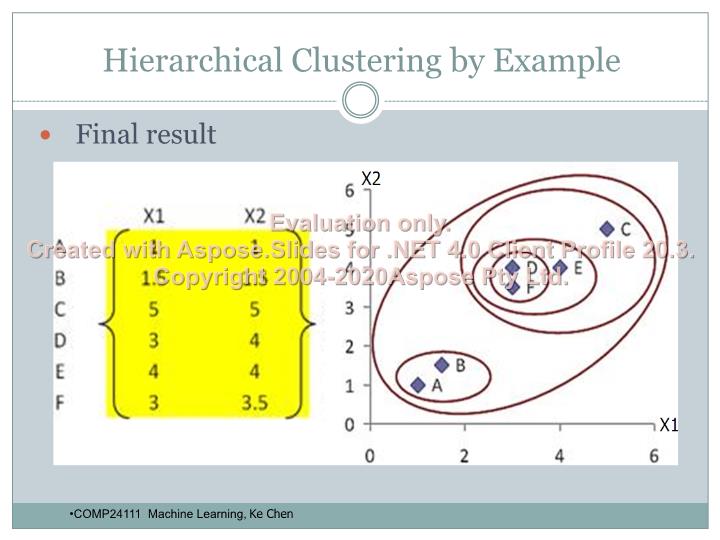 Hierarchical Clustering by Example
• Final result
X1 X2
A 1 1
B 1.5 1.5
C 5 5
D 3 4
E 4 4
F 3 3.5
X2
6
5
4
3
2
1
0
0 2 4 6
X1
C
D E
F
B
A
Evaluation only.
Created with Aspose.Slides for .NET 4.0 Client Profile 20.3.
Copyright 2004-2020Aspose Pty Ltd.
•COMP24111 Machine Learning, Ke Chen